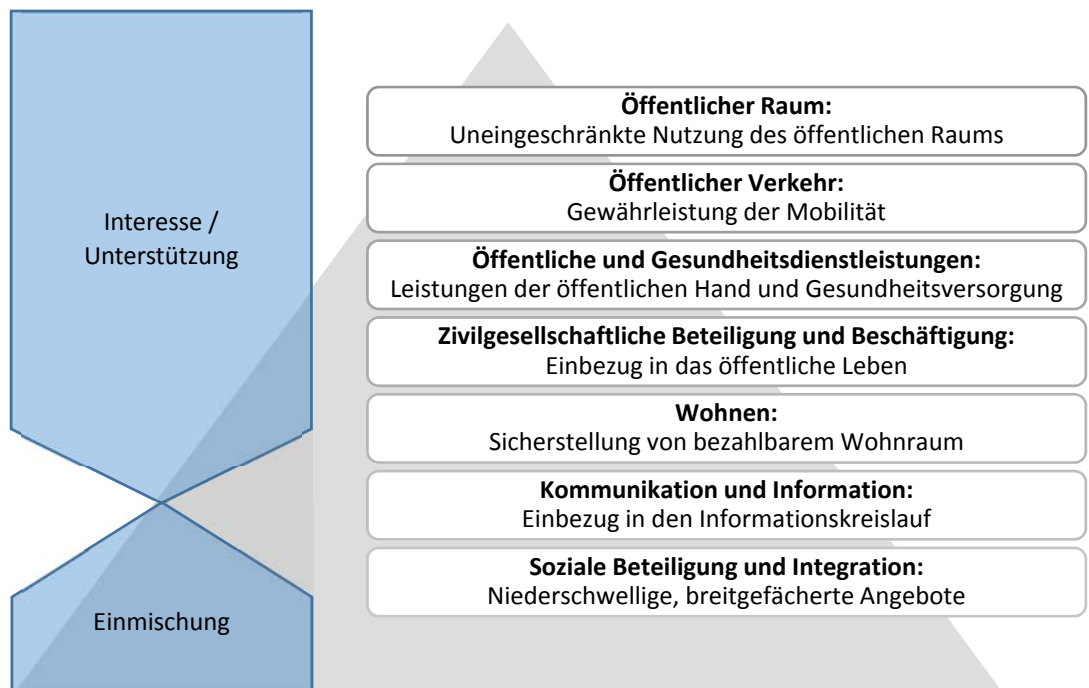 Interesse /
Unterstützung
Einmischung
Öffentlicher Raum:
Uneingeschränkte Nutzung des öffentlichen Raums
Öffentlicher Verkehr:
Gewährleistung der Mobilität
Öffentliche und Gesundheitsdienstleistungen:
Leistungen der öffentlichen Hand und Gesundheitsversorgung
Zivilgesellschaftliche Beteiligung und Beschäftigung:
Einbezug in das öffentliche Leben
Wohnen:
Sicherstellung von bezahlbarem Wohnraum
Kommunikation und Information:
Einbezug in den Informationskreislauf
Soziale Beteiligung und Integration:
Niederschwellige, breitgefächerte Angebote